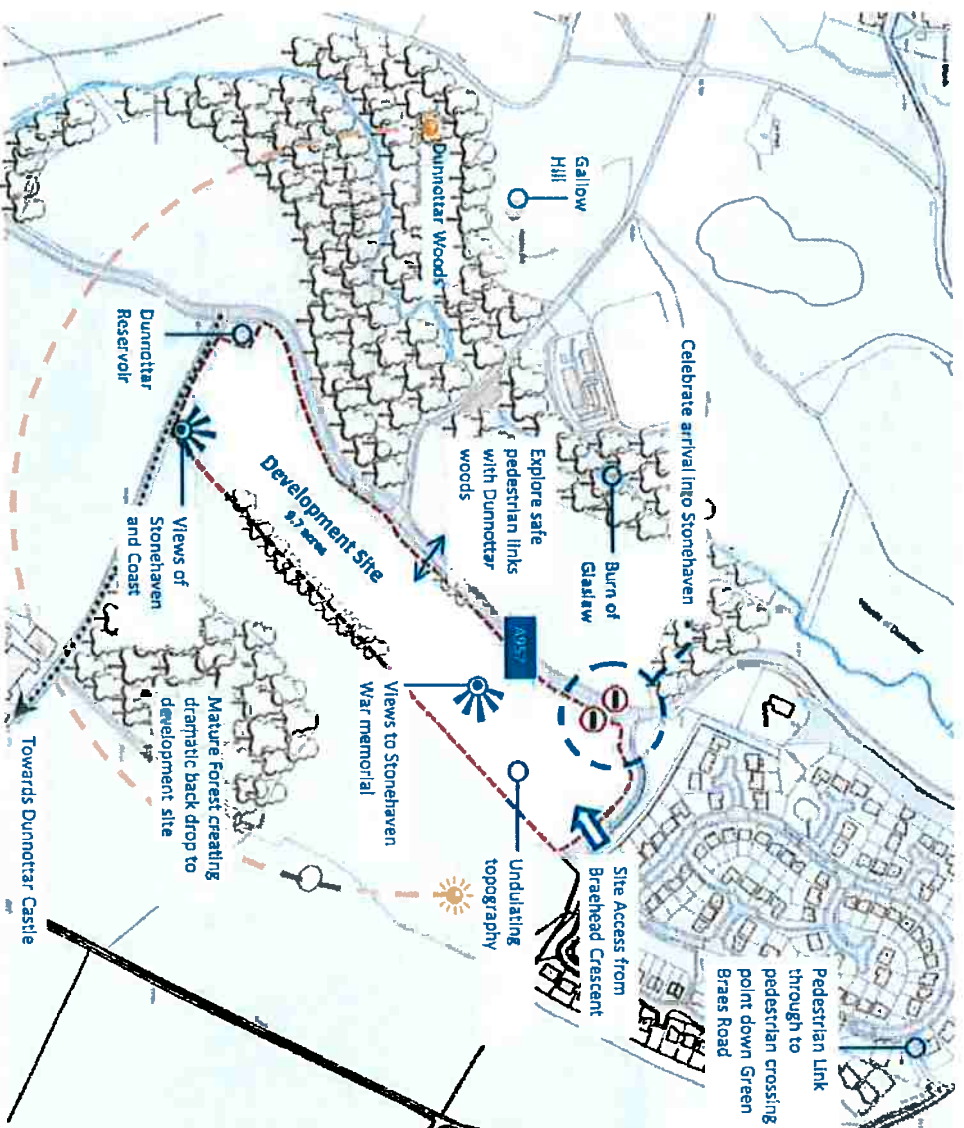 Gallow
Hill
Dunnottar Woods
Celebrate arrival into Stonehaven
Burn of
Glaslaw
Explore safe
pedestrian links
with Dunnottar
woods
Dunnottar
Reservoir
Development Site
9.7 acres
A957
Views of
Stonehaven
and Coast
Views to Stonehaven
War memorial
Mature Forest creating
dramatic back drop to
development site
Undulating
topography
Site Access from
Braehead Crescent
Pedestrian Link
through to
pedestrian crossing
point down Green
Braes Road
Towards Dunnottar Castle